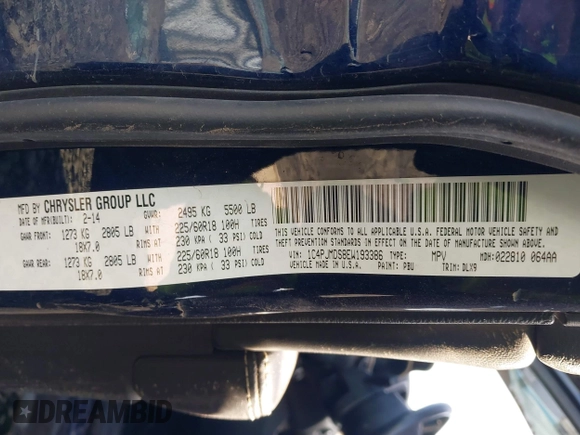 MFD BY CHRYSLER GROUP LLC
DATE OF MFR(BUILT): 2-14 GVWR: 2495 KG 5500 LB
GAWR FRONT: 1273 KG 2805 LB WITH 225/60R18 100H TIRES
18X7.0 RIMS AT 230 KPA ( 33 PSI) COLD
GAWR REAR: 1273 KG 2805 LB WITH 225/60R18 100H TIRES
18X7.0 RIMS AT 230 KPA ( 33 PSI) COLD
THIS VEHICLE CONFORMS TO ALL APPLICABLE U.S.A. FEDERAL MOTOR VEHICLE SAFETY AND
THEFT PREVENTION STANDARDS IN EFFECT ON THE DATE OF MANUFACTURE SHOWN ABOVE.
VIN: 1C4PJMDS8EW193386 TYPE: MPV MDH: 022810 064AA
VEHICLE MADE IN U.S.A. PAINT: PBU TRIM: DLX9
DREAMBID